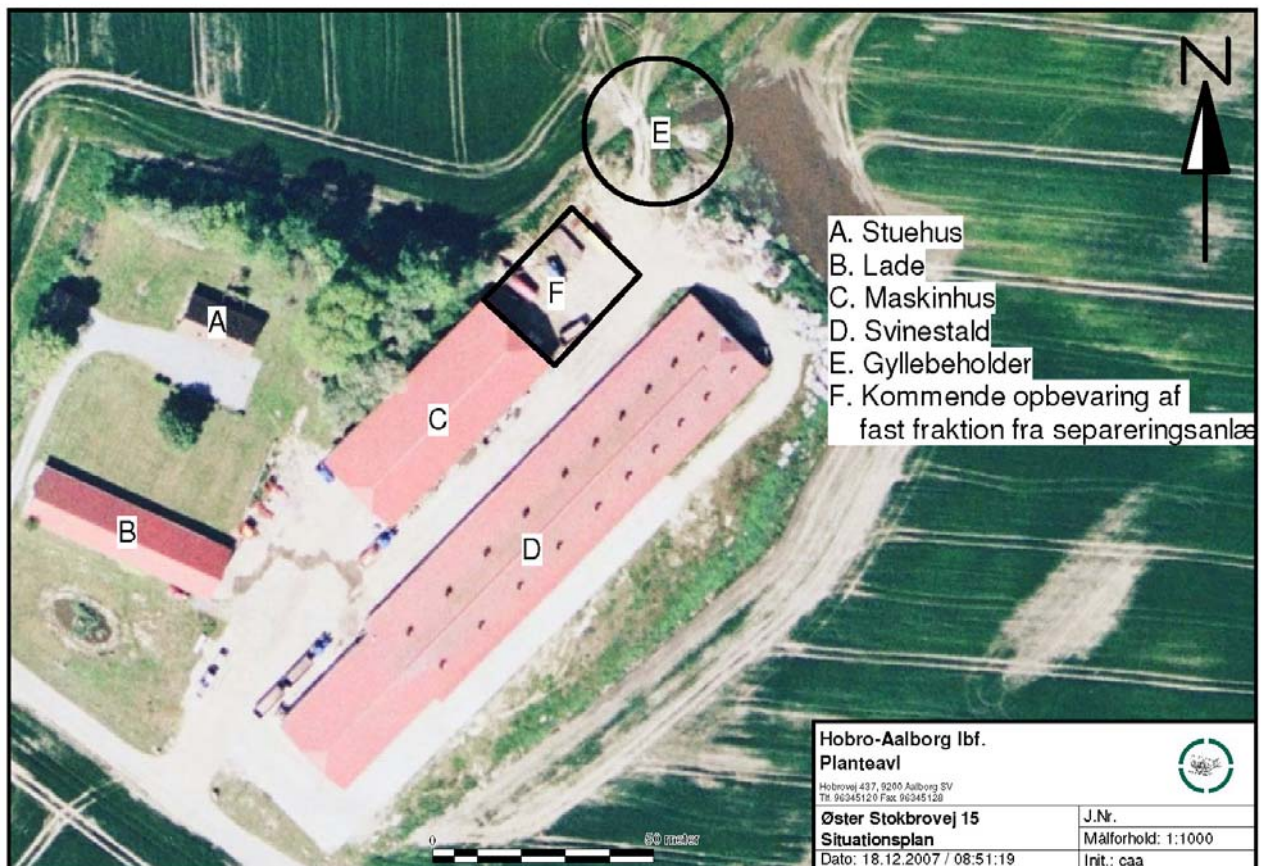 N
E
A. Stuehus
B. Lade
C. Maskinhus
D. Svinestald
E. Gyllebeholder
F. Kommende opbevaring af
fast fraktion fra separeringsanlæ
F
A
C
B
D
0 50 meter
Hobro-Aalborg lbf.
Planteavl
Hobrovej 437, 9200 Aalborg SV
Tlf. 96345120 Fax 96345128
Øster Stokbrovej 15
Situationsplan
Dato: 18.12.2007 / 08:51:19
J.Nr.
Målforhold: 1:1000
Init.: caa